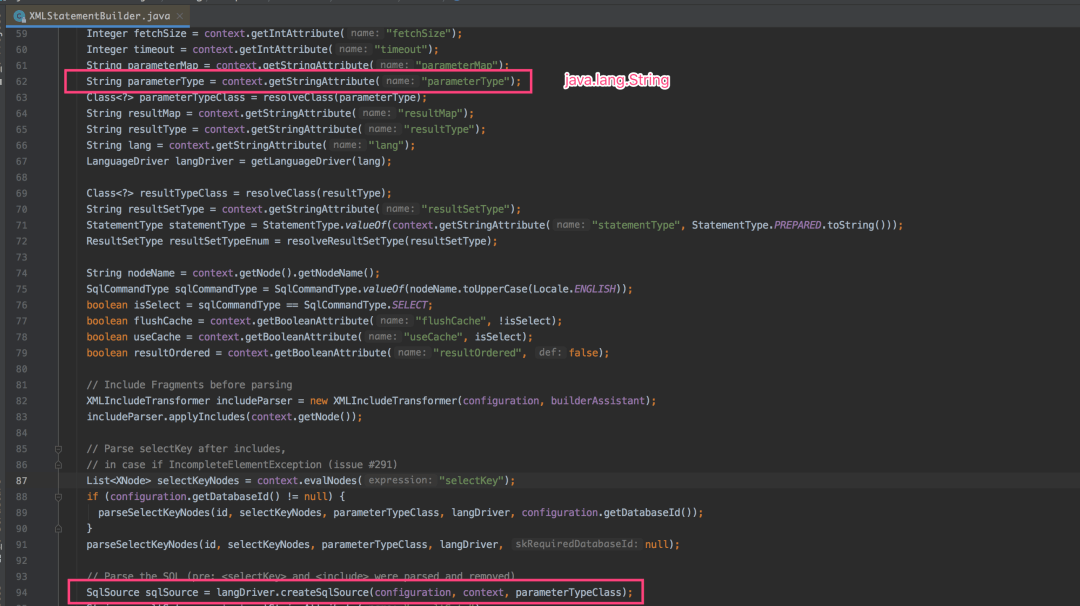 XMLStatementBuilder.java
59 Integer fetchSize = context.getIntAttribute( name: "fetchSize");
60 Integer timeout = context.getIntAttribute( name: "timeout");
61 String parameterMap = context.getStringAttribute( name: "parameterMap");
62 String parameterType = context.getStringAttribute( name: "parameterType"); java.lang.String
63 Class<?> parameterTypeClass = resolveClass(parameterType);
64 String resultMap = context.getStringAttribute( name: "resultMap");
65 String resultType = context.getStringAttribute( name: "resultType");
66 String lang = context.getStringAttribute( name: "lang");
67 LanguageDriver langDriver = getLanguageDriver(lang);
68
69 Class<?> resultTypeClass = resolveClass(resultType);
70 String resultSetType = context.getStringAttribute( name: "resultSetType");
71 StatementType statementType = StatementType.valueOf(context.getStringAttribute( name: "statementType", StatementType.PREPARED.toString()));
72 ResultSetType resultSetTypeEnum = resolveResultSetType(resultSetType);
73
74 String nodeName = context.getNode().getNodeName();
75 SqlCommandType sqlCommandType = SqlCommandType.valueOf(nodeName.toUpperCase(Locale.ENGLISH));
76 boolean isSelect = sqlCommandType == SqlCommandType.SELECT;
77 boolean flushCache = context.getBooleanAttribute( name: "flushCache", !isSelect);
78 boolean useCache = context.getBooleanAttribute( name: "useCache", isSelect);
79 boolean resultOrdered = context.getBooleanAttribute( name: "resultOrdered", def: false);
80
81 // Include Fragments before parsing
82 XMLIncludeTransformer includeParser = new XMLIncludeTransformer(configuration, builderAssistant);
83 includeParser.applyIncludes(context.getNode());
84
85 // Parse selectKey after includes,
86 // in case if IncompleteElementException (issue #291)
87 List<XNode> selectKeyNodes = context.evalNodes( expression: "selectKey");
88 if (configuration.getDatabaseId() != null) {
89 parseSelectKeyNodes(id, selectKeyNodes, parameterTypeClass, langDriver, configuration.getDatabaseId());
90 }
91 parseSelectKeyNodes(id, selectKeyNodes, parameterTypeClass, langDriver, skRequiredDatabaseId: null);
92
93 // Parse the SQL (pre: <selectKey> and <include> were parsed and removed)
94 SqlSource sqlSource = langDriver.createSqlSource(configuration, context, parameterTypeClass);